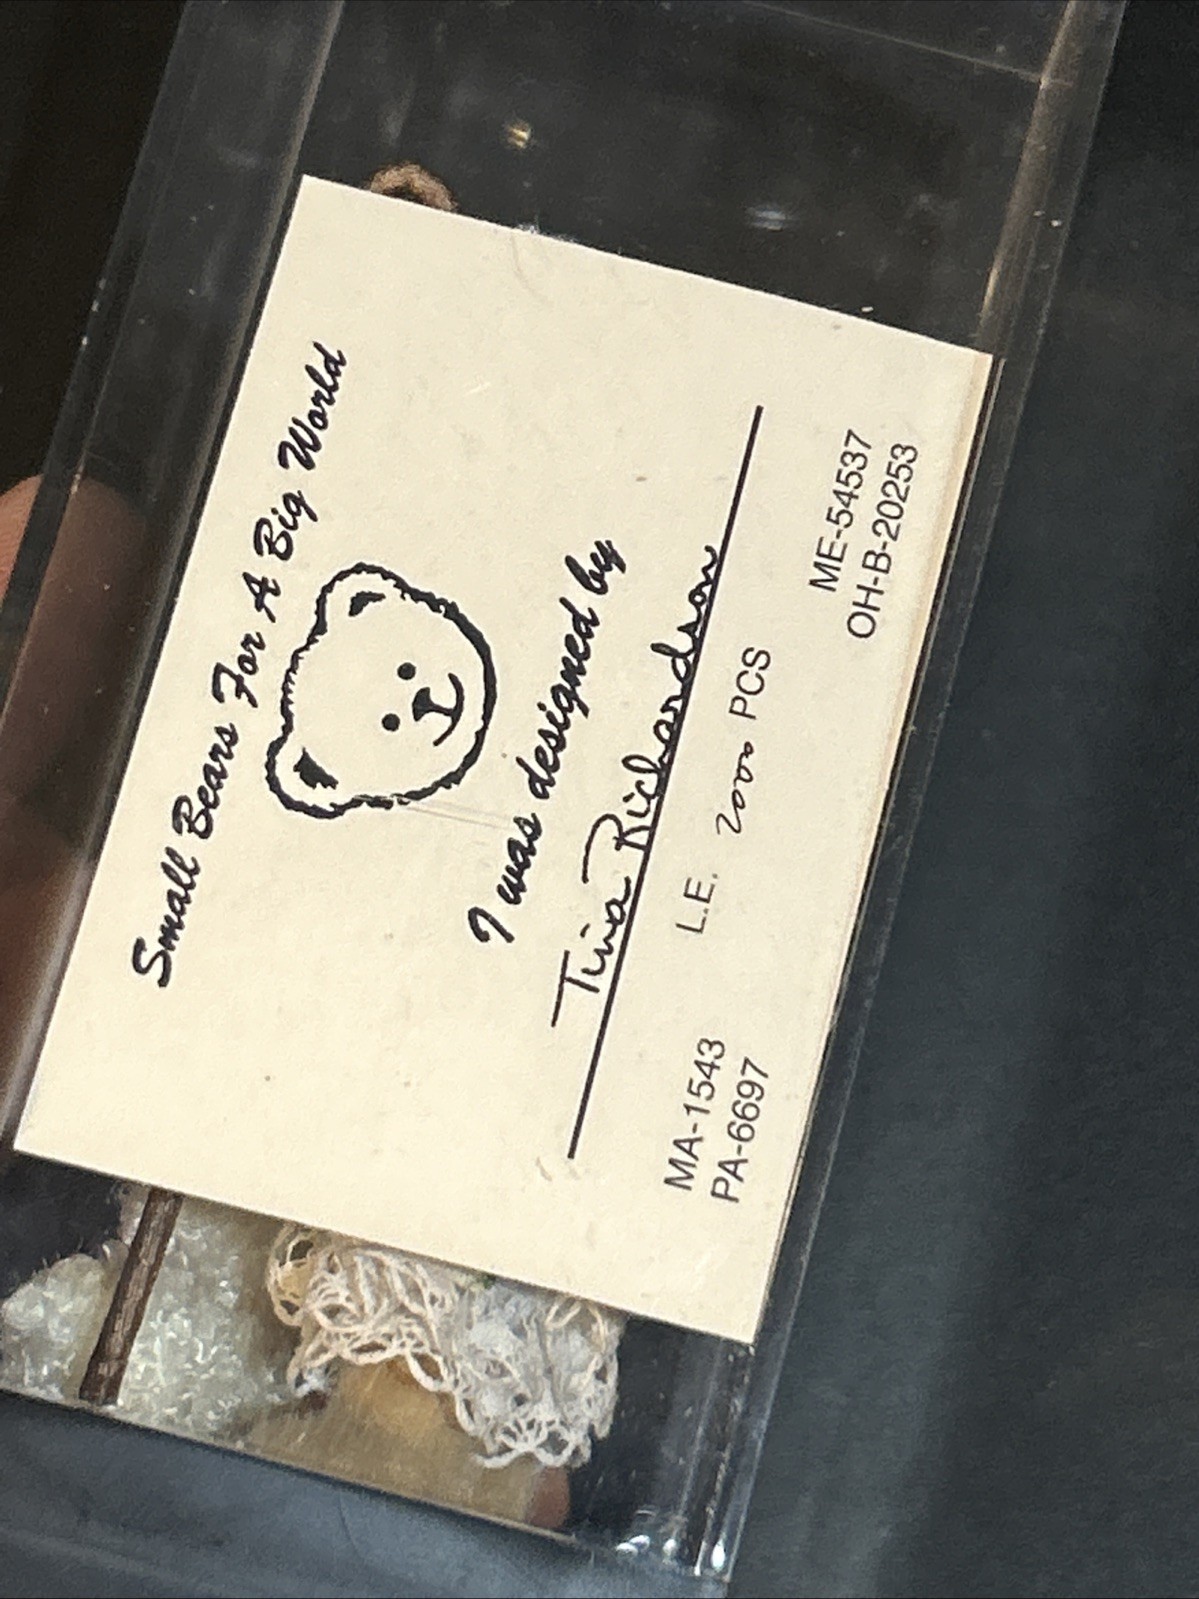 Small Bears For A Big World
I was designed by
Tina Richardson
L.E. 2000 PCS
MA-1543
PA-6697
ME-54537
OH-B-20253